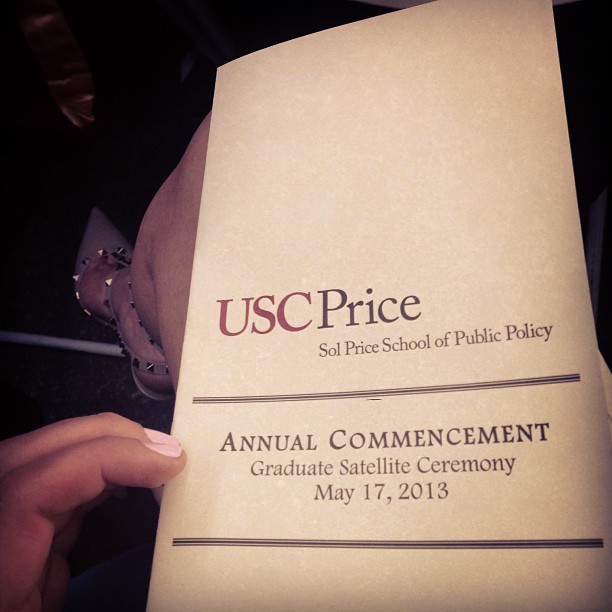 USC Price
Sol Price School of Public Policy
ANNUAL COMMENCEMENT
Graduate Satellite Ceremony
May 17, 2013